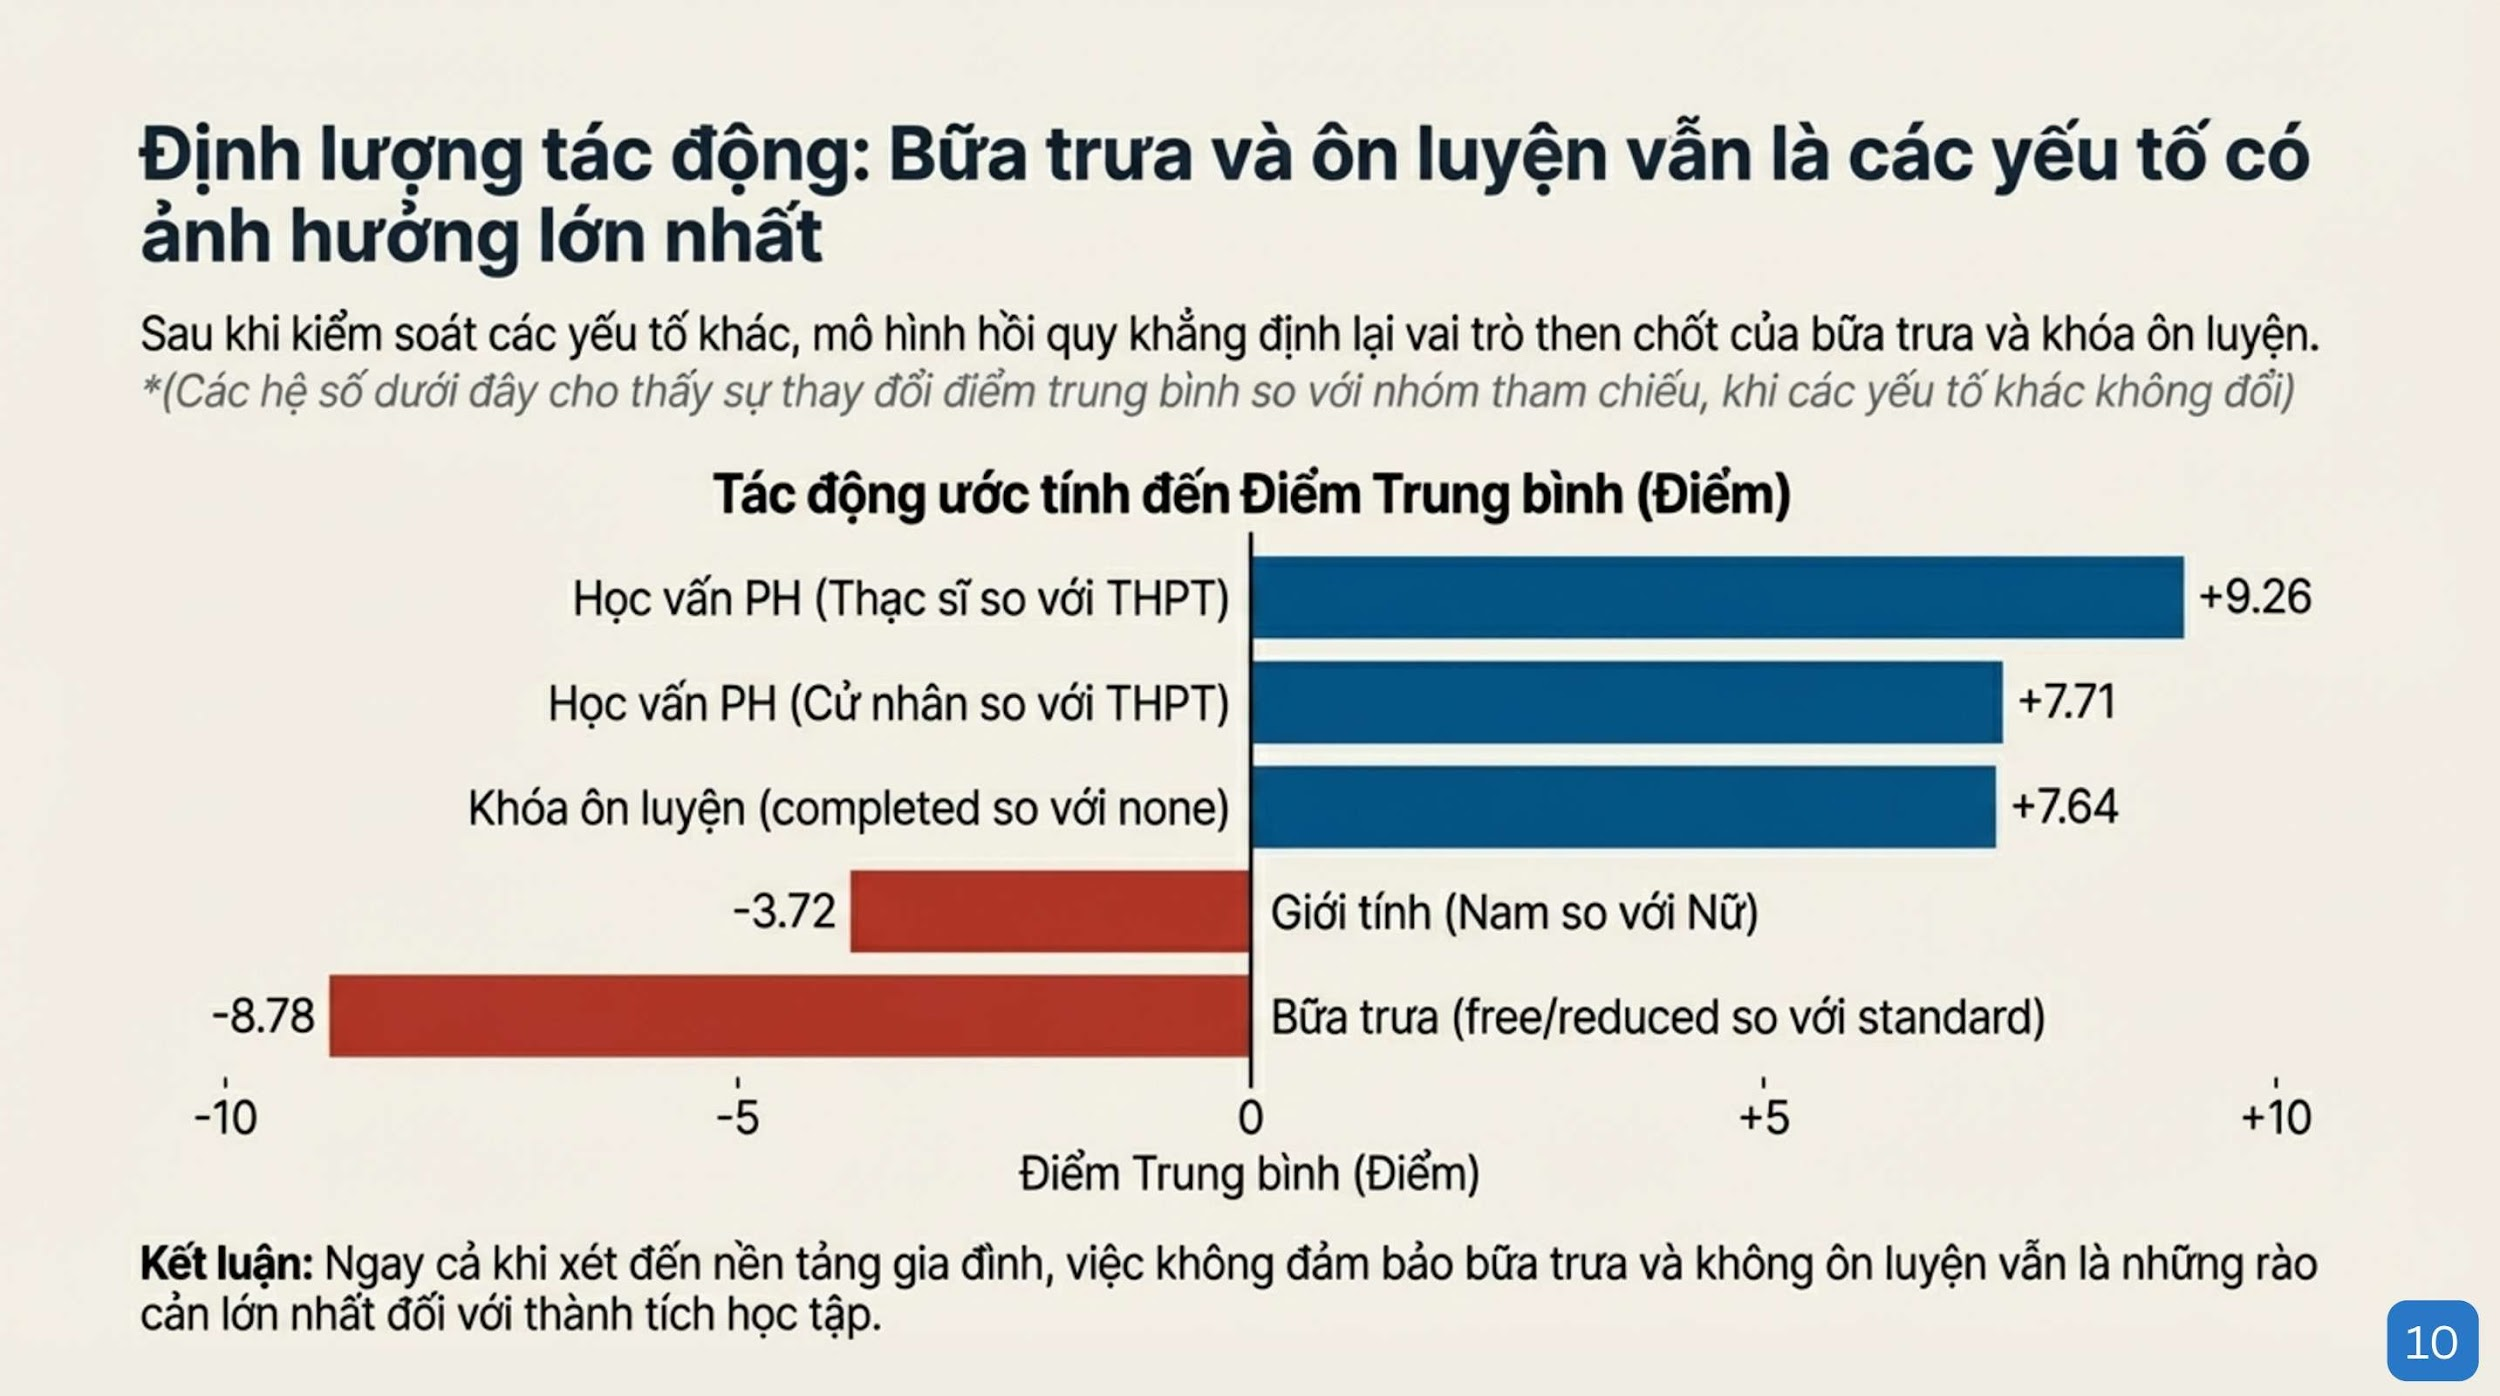 Định lượng tác động: Bữa trưa và ôn luyện vẫn là các yếu tố có
ảnh hưởng lớn nhất
Sau khi kiểm soát các yếu tố khác, mô hình hồi quy khẳng định lại vai trò then chốt của bữa trưa và khóa ôn luyện.
*(Các hệ số dưới đây cho thấy sự thay đổi điểm trung bình so với nhóm tham chiếu, khi các yếu tố khác không đổi)
Tác động ước tính đến Điểm Trung bình (Điểm)
Học vấn PH (Thạc sĩ so với THPT) +9.26
Học vấn PH (Cử nhân so với THPT) +7.71
Khóa ôn luyện (completed so với none) +7.64
-3.72 Giới tính (Nam so với Nữ)
-8.78 Bữa trưa (free/reduced so với standard)
-10 -5 0 +5 +10
Điểm Trung bình (Điểm)
Kết luận: Ngay cả khi xét đến nền tảng gia đình, việc không đảm bảo bữa trưa và không ôn luyện vẫn là những rào
cản lớn nhất đối với thành tích học tập.
10